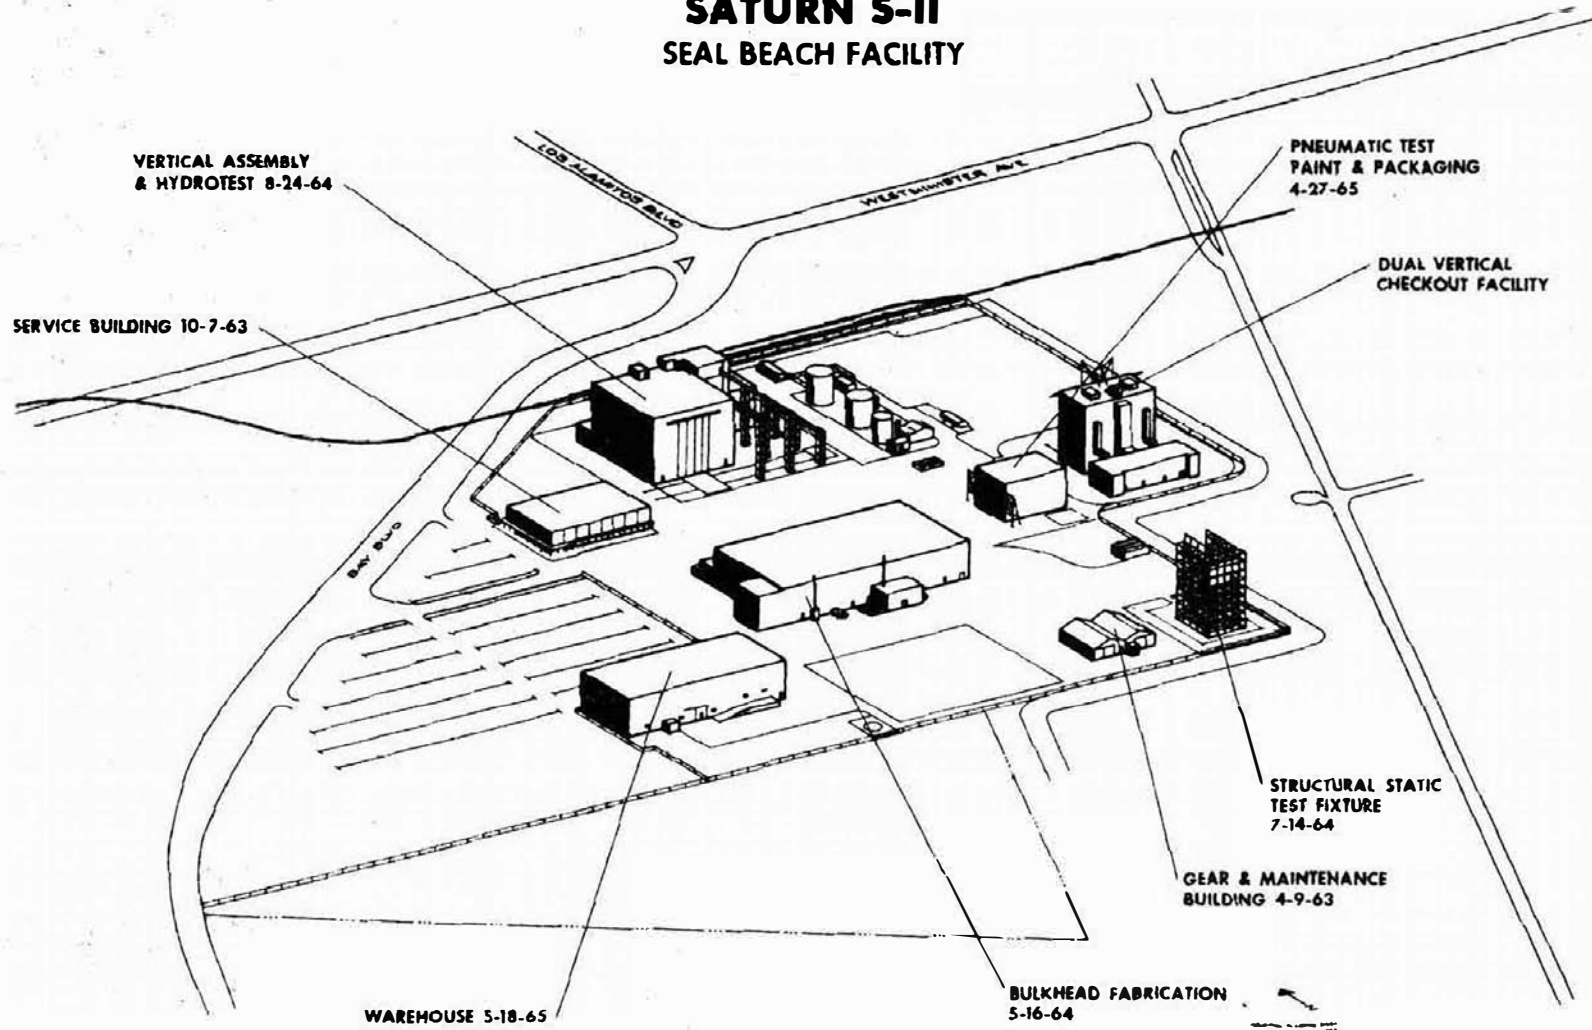 SATURN S-II
SEAL BEACH FACILITY
VERTICAL ASSEMBLY
& HYDROTEST 8-24-64
LOS ALAMITOS BLVD
WESTMINISTER AVE
PNEUMATIC TEST
PAINT & PACKAGING
4-27-65
DUAL VERTICAL
CHECKOUT FACILITY
SERVICE BUILDING 10-7-63
BAY BLVD
STRUCTURAL STATIC
TEST FIXTURE
7-14-64
GEAR & MAINTENANCE
BUILDING 4-9-63
BULKHEAD FABRICATION
5-16-64
WAREHOUSE 5-18-65